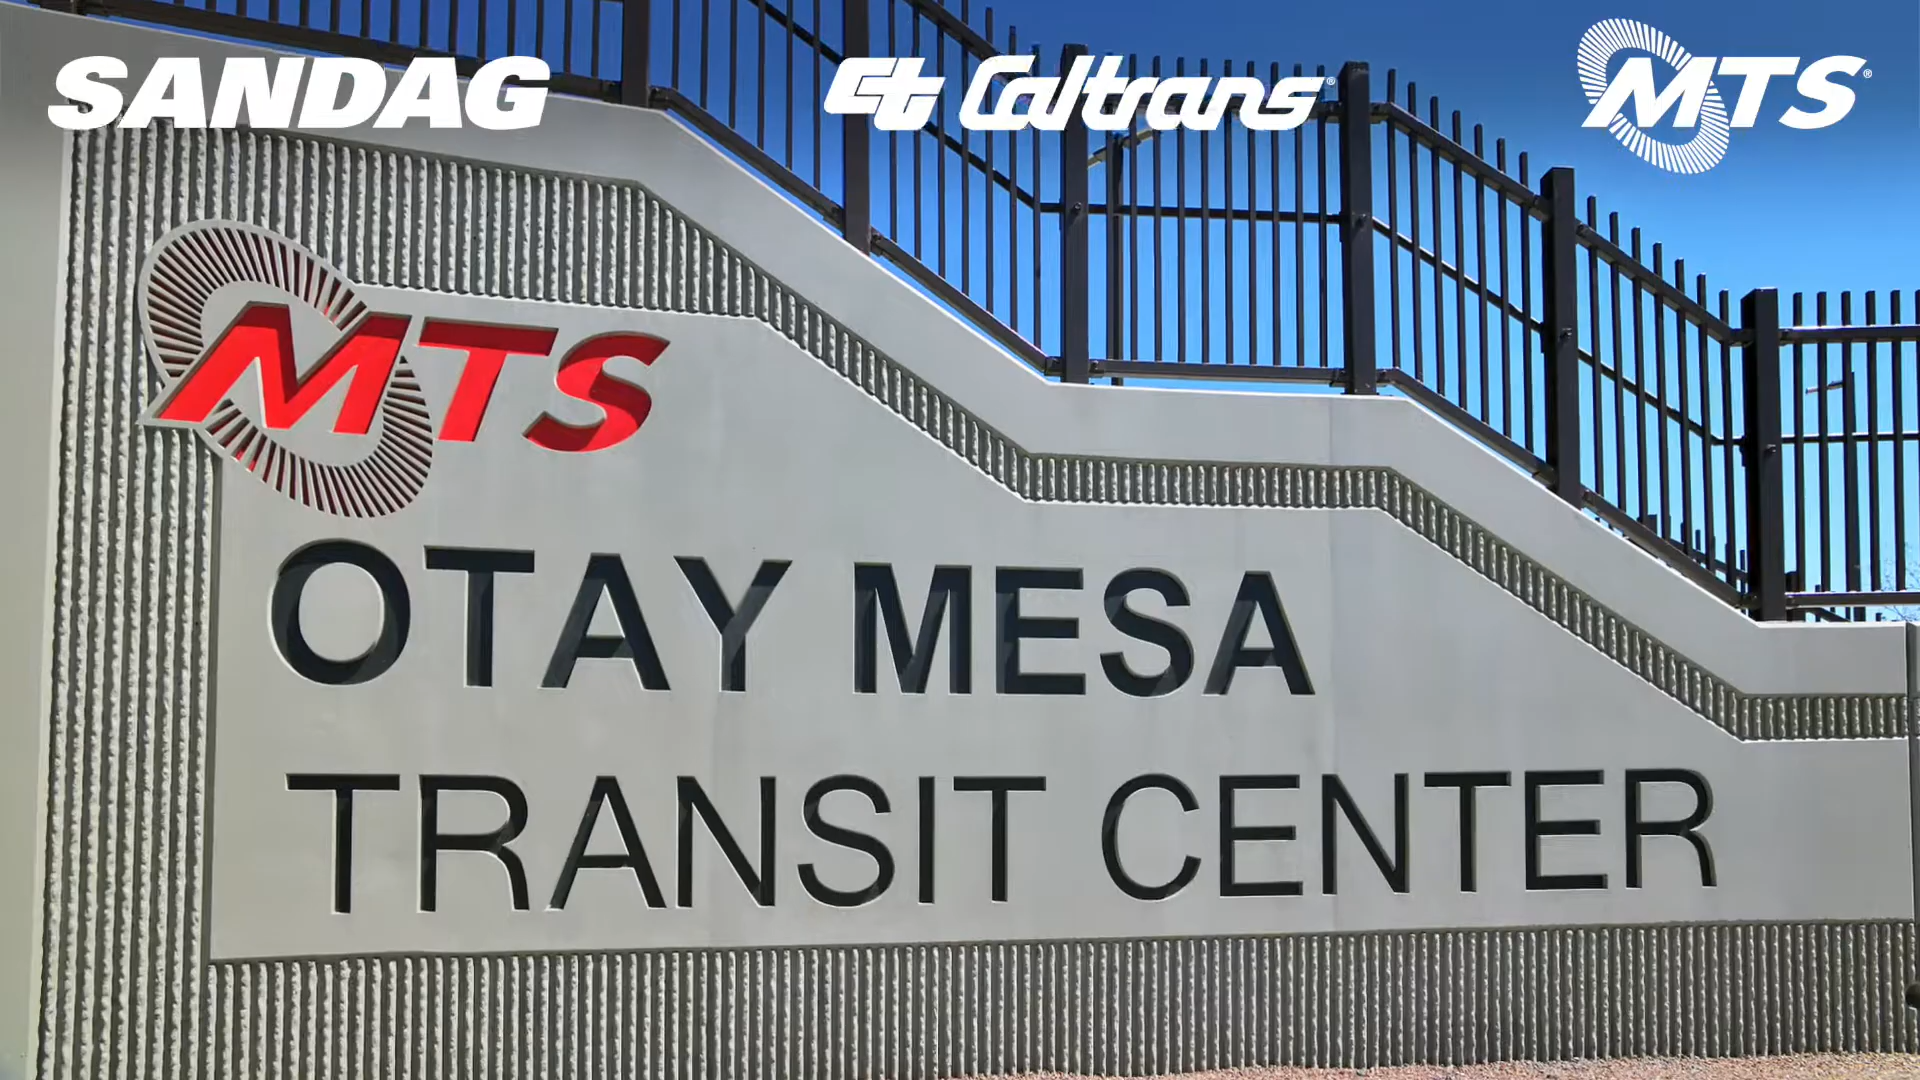 SANDAG
Caltrans®
MTS®
MTS
OTAY MESA
TRANSIT CENTER